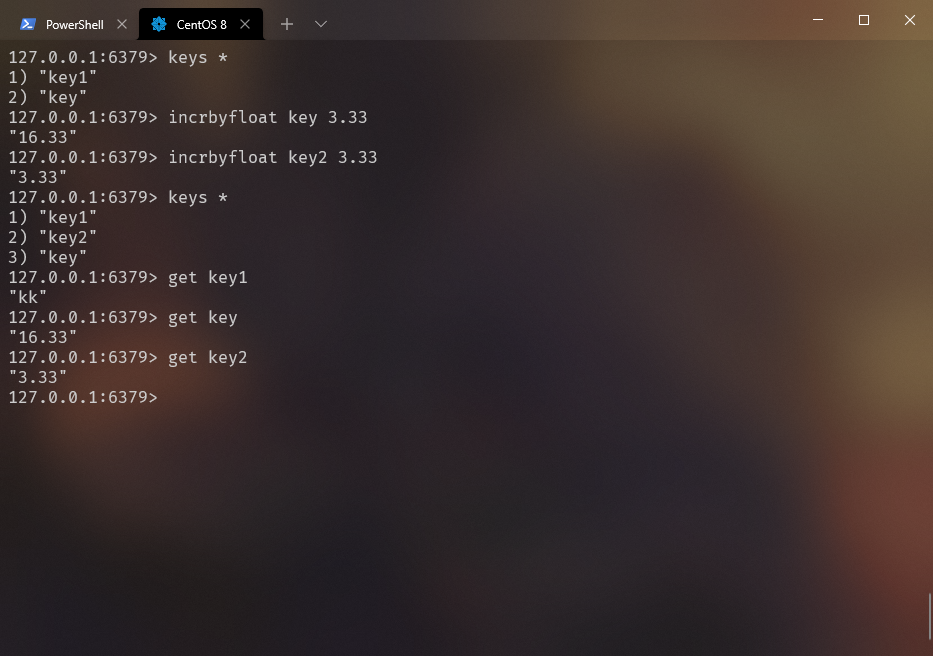 PowerShell
CentOS 8
127.0.0.1:6379> keys *
1) "key1"
2) "key"
127.0.0.1:6379> incrbyfloat key 3.33
"16.33"
127.0.0.1:6379> incrbyfloat key2 3.33
"3.33"
127.0.0.1:6379> keys *
1) "key1"
2) "key2"
3) "key"
127.0.0.1:6379> get key1
"kk"
127.0.0.1:6379> get key
"16.33"
127.0.0.1:6379> get key2
"3.33"
127.0.0.1:6379>